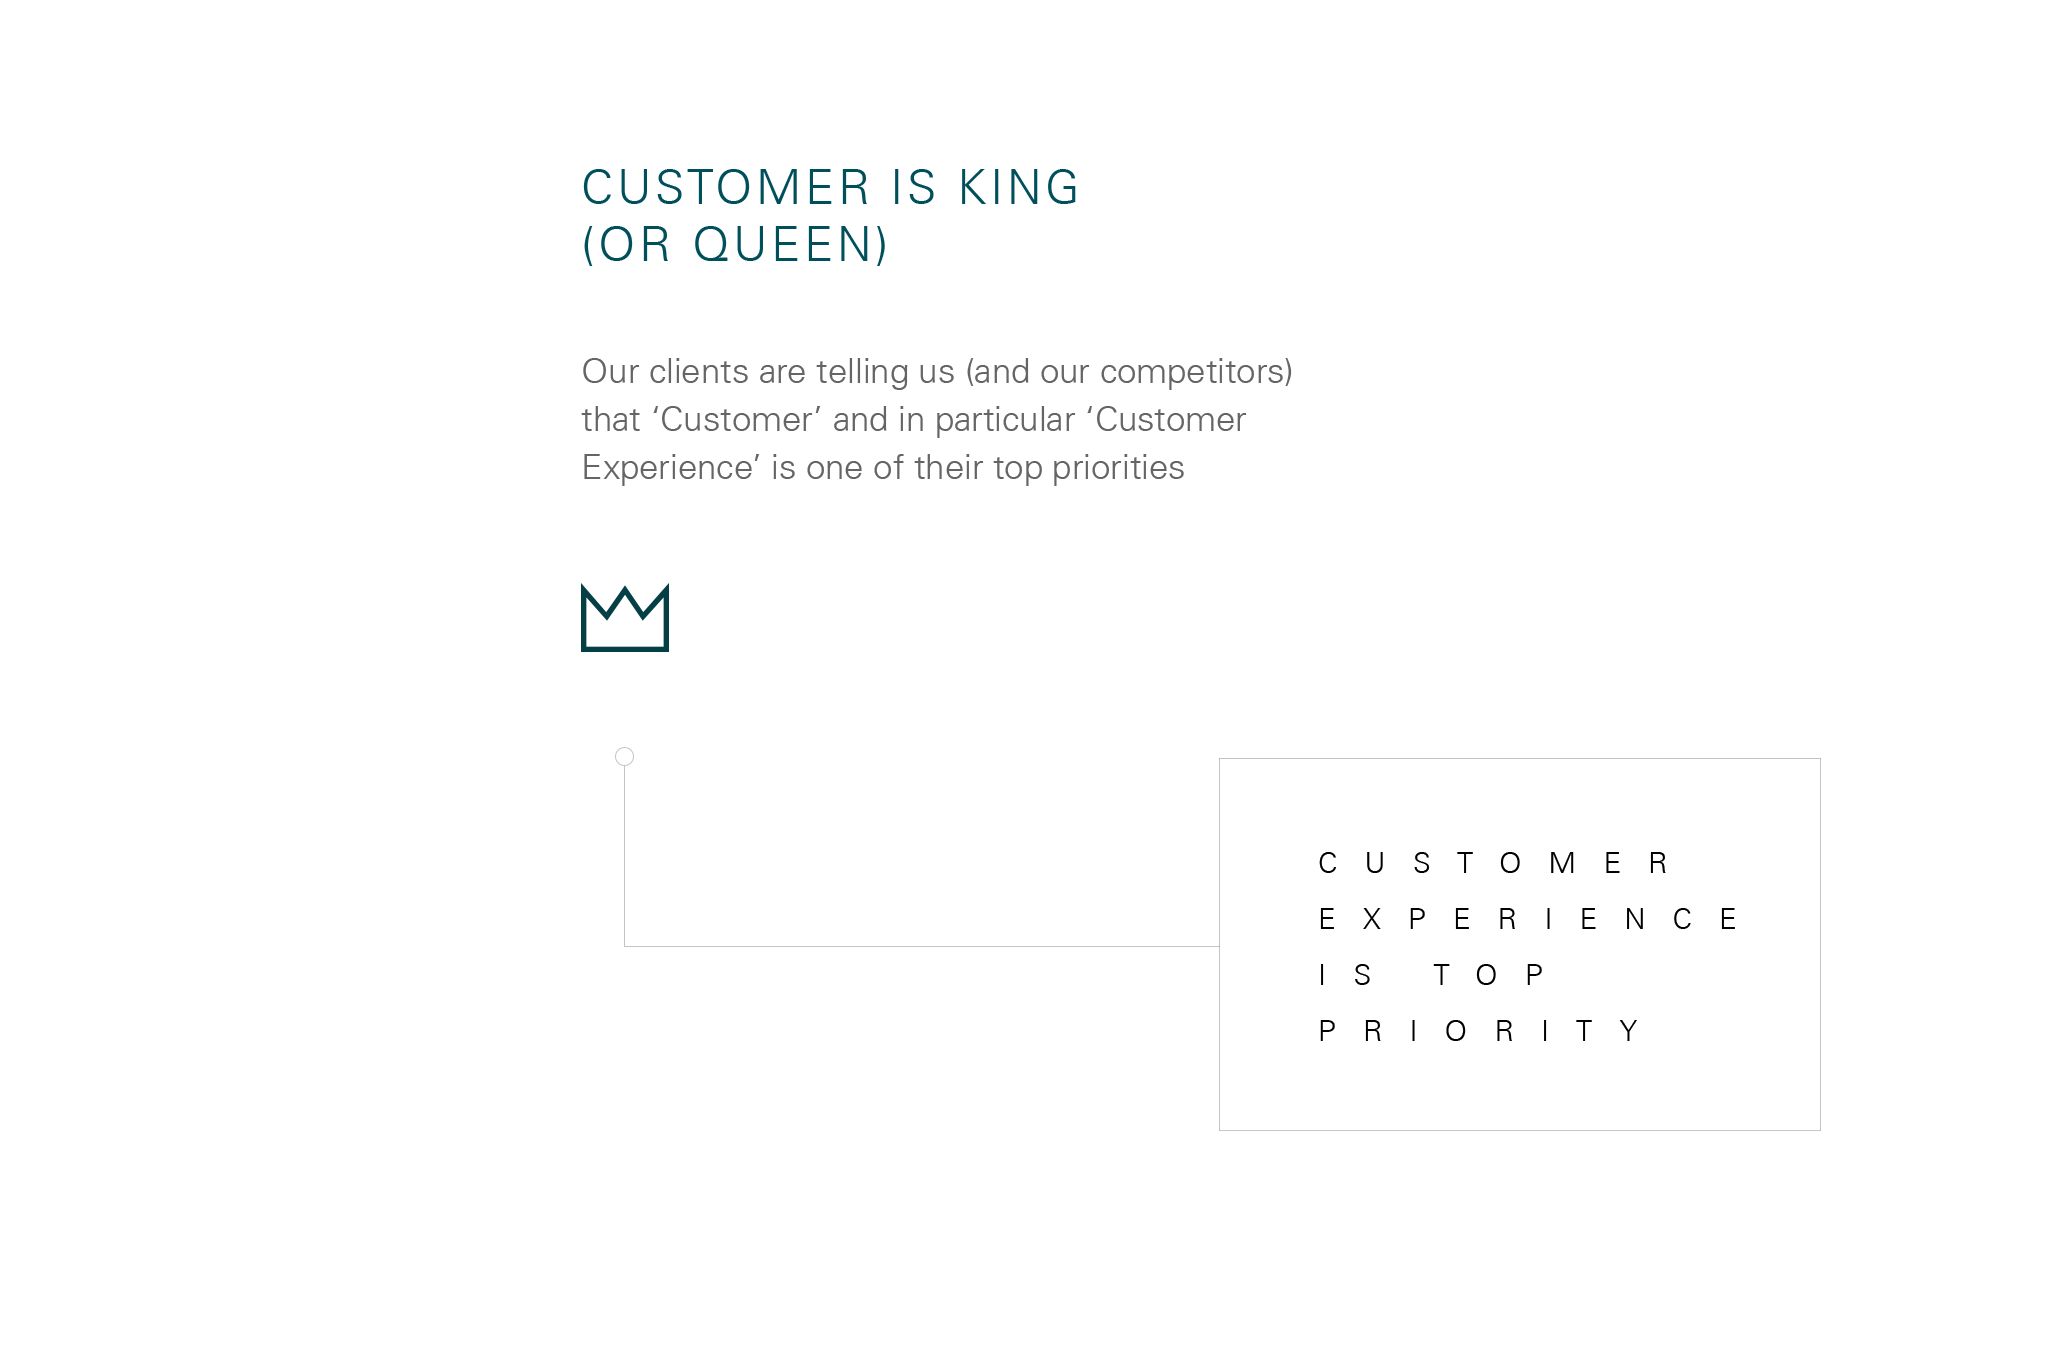 CUSTOMER IS KING
(OR QUEEN)
Our clients are telling us (and our competitors)
that ‘Customer’ and in particular ‘Customer
Experience’ is one of their top priorities
CUSTOMER
EXPERIENCE
IS TOP
PRIORITY